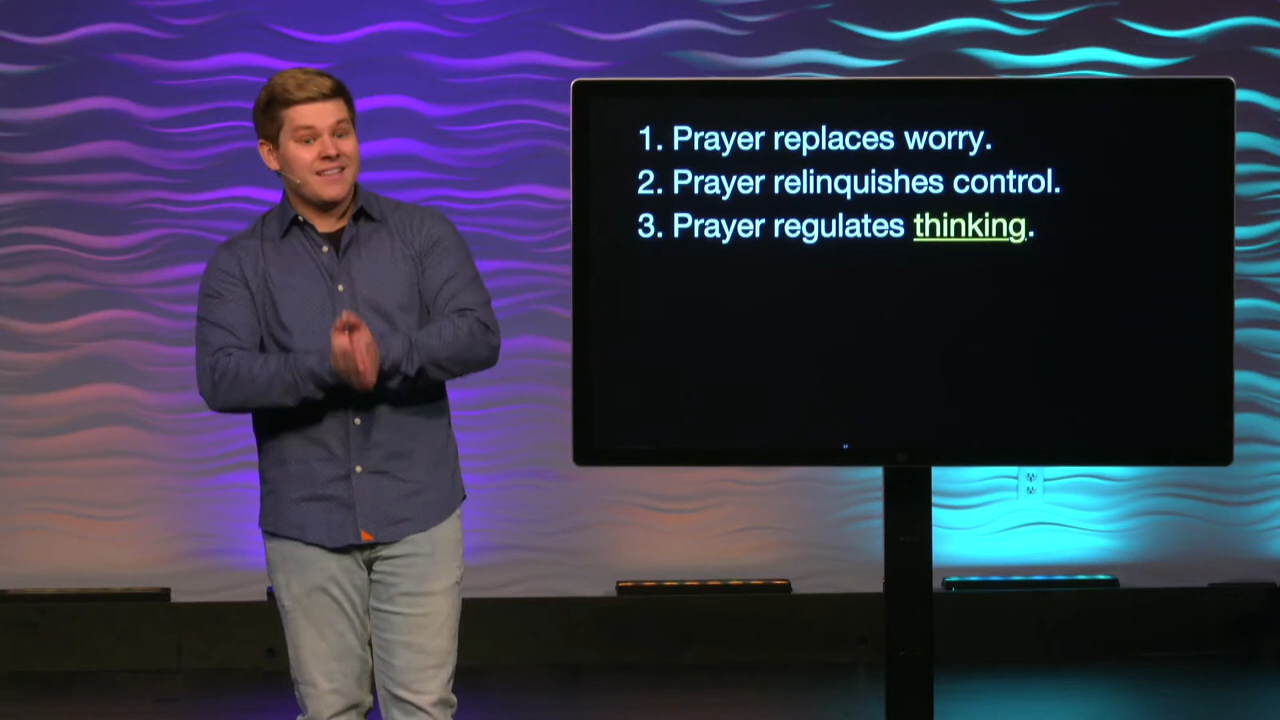 1. Prayer replaces worry.
2. Prayer relinquishes control.
3. Prayer regulates thinking.